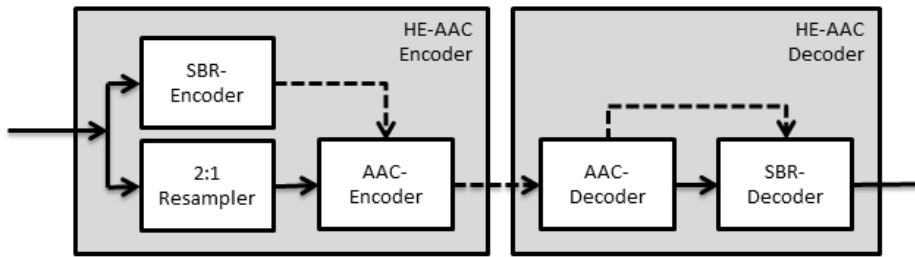 HE-AAC
Encoder
SBR-
Encoder
2:1
Resampler
AAC-
Encoder
HE-AAC
Decoder
AAC-
Decoder
SBR-
Decoder